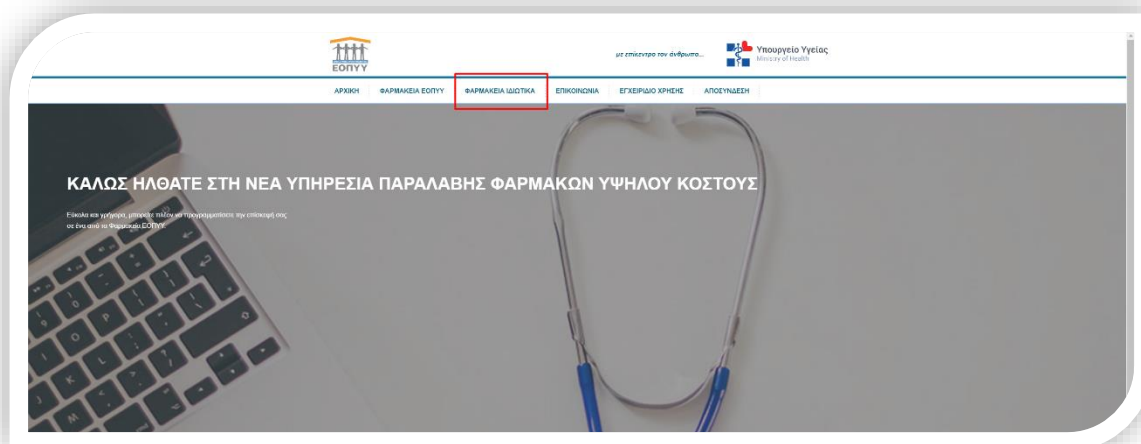 ΕΟΠΥΥ
με επίκεντρο τον άνθρωπο...
Υπουργείο Υγείας
Ministry of Health
ΑΡΧΙΚΗ ΦΑΡΜΑΚΕΙΑ ΕΟΠΥΥ ΦΑΡΜΑΚΕΙΑ ΙΔΙΩΤΙΚΑ ΕΠΙΚΟΙΝΩΝΙΑ ΕΓΧΕΙΡΙΔΙΟ ΧΡΗΣΗΣ ΑΠΟΣΥΝΔΕΣΗ
ΚΑΛΩΣ ΗΛΘΑΤΕ ΣΤΗ ΝΕΑ ΥΠΗΡΕΣΙΑ ΠΑΡΑΛΑΒΗΣ ΦΑΡΜΑΚΩΝ ΥΨΗΛΟΥ ΚΟΣΤΟΥΣ
Εύκολα και γρήγορα, μπορείτε πλέον να προγραμματίσετε την επίσκεψή σας
σε ένα από τα Φαρμακεία ΕΟΠΥΥ.